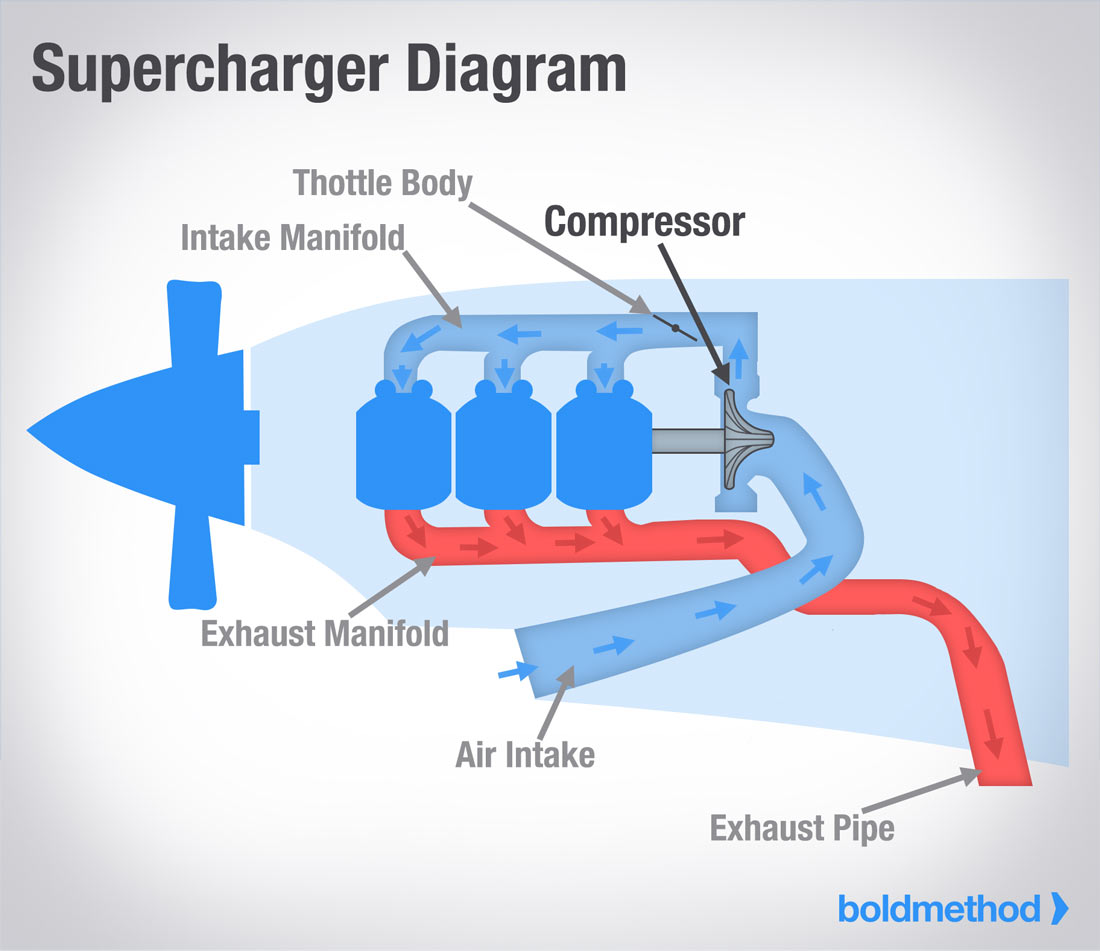 Supercharger Diagram
Thottle Body
Compressor
Intake Manifold
Exhaust Manifold
Air Intake
Exhaust Pipe
boldmethod